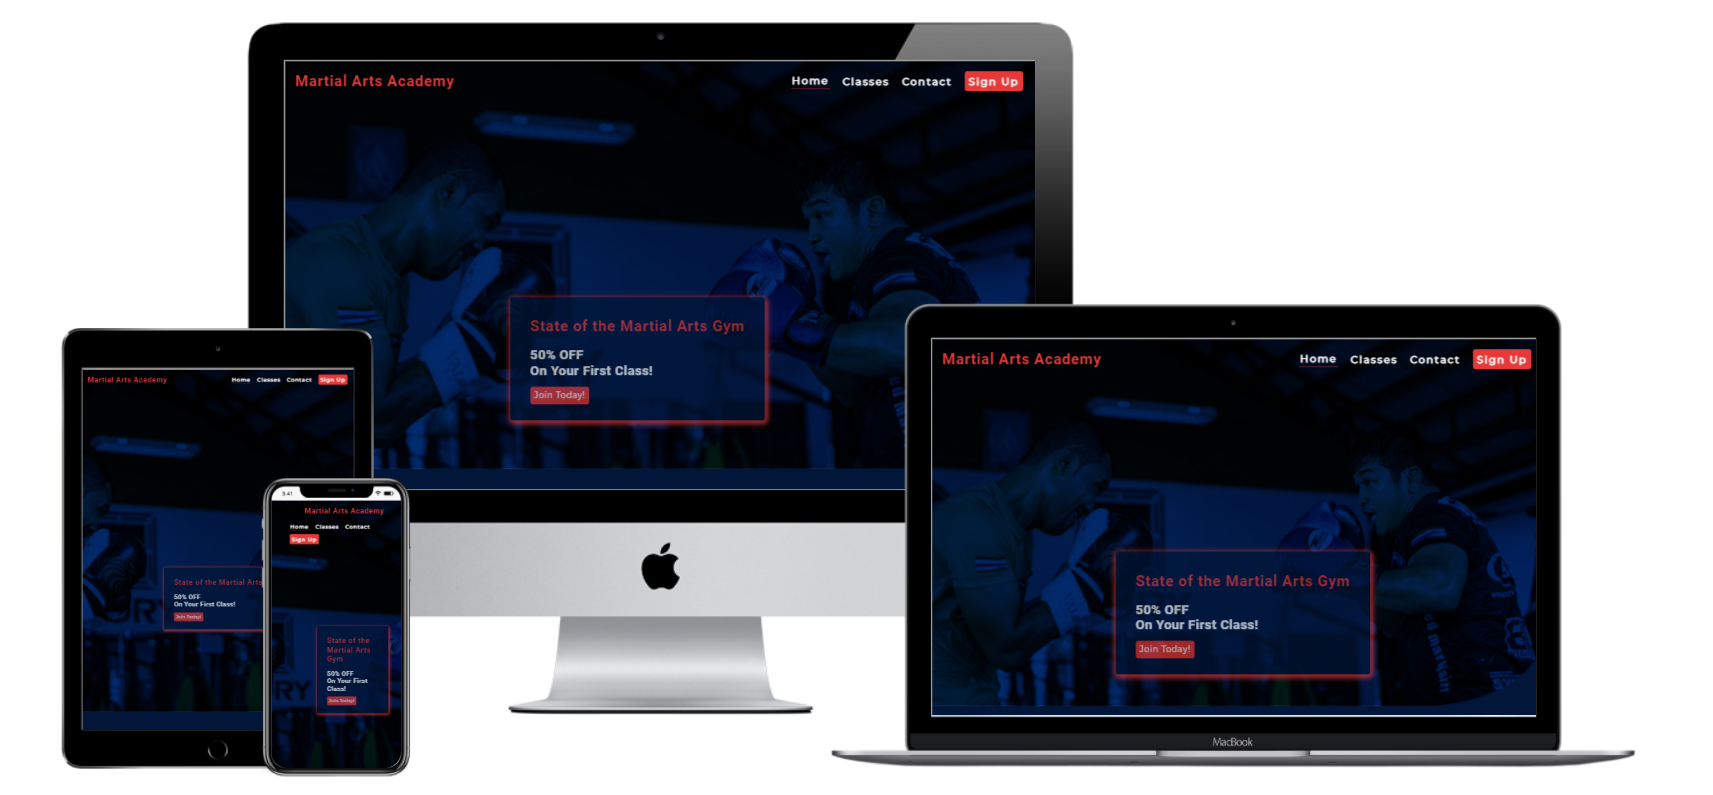 Martial Arts Academy
Home Classes Contact Sign Up
State of the Martial Arts Gym
50% OFF
On Your First Class!
Join Today!
Martial Arts Academy
Home Classes Contact Sign Up
State of the Martial Arts Gym
50% OFF
On Your First Class!
Join Today!
MacBook
Martial Arts Academy
Home Classes Contact Sign Up
State of the Martial Arts
50% OFF
On Your First Class!
Join Today!
9:41
Martial Arts Academy
Home Classes Contact
Sign Up
State of the
Martial Arts
Gym
50% OFF
On Your First
Class!
Join Today!